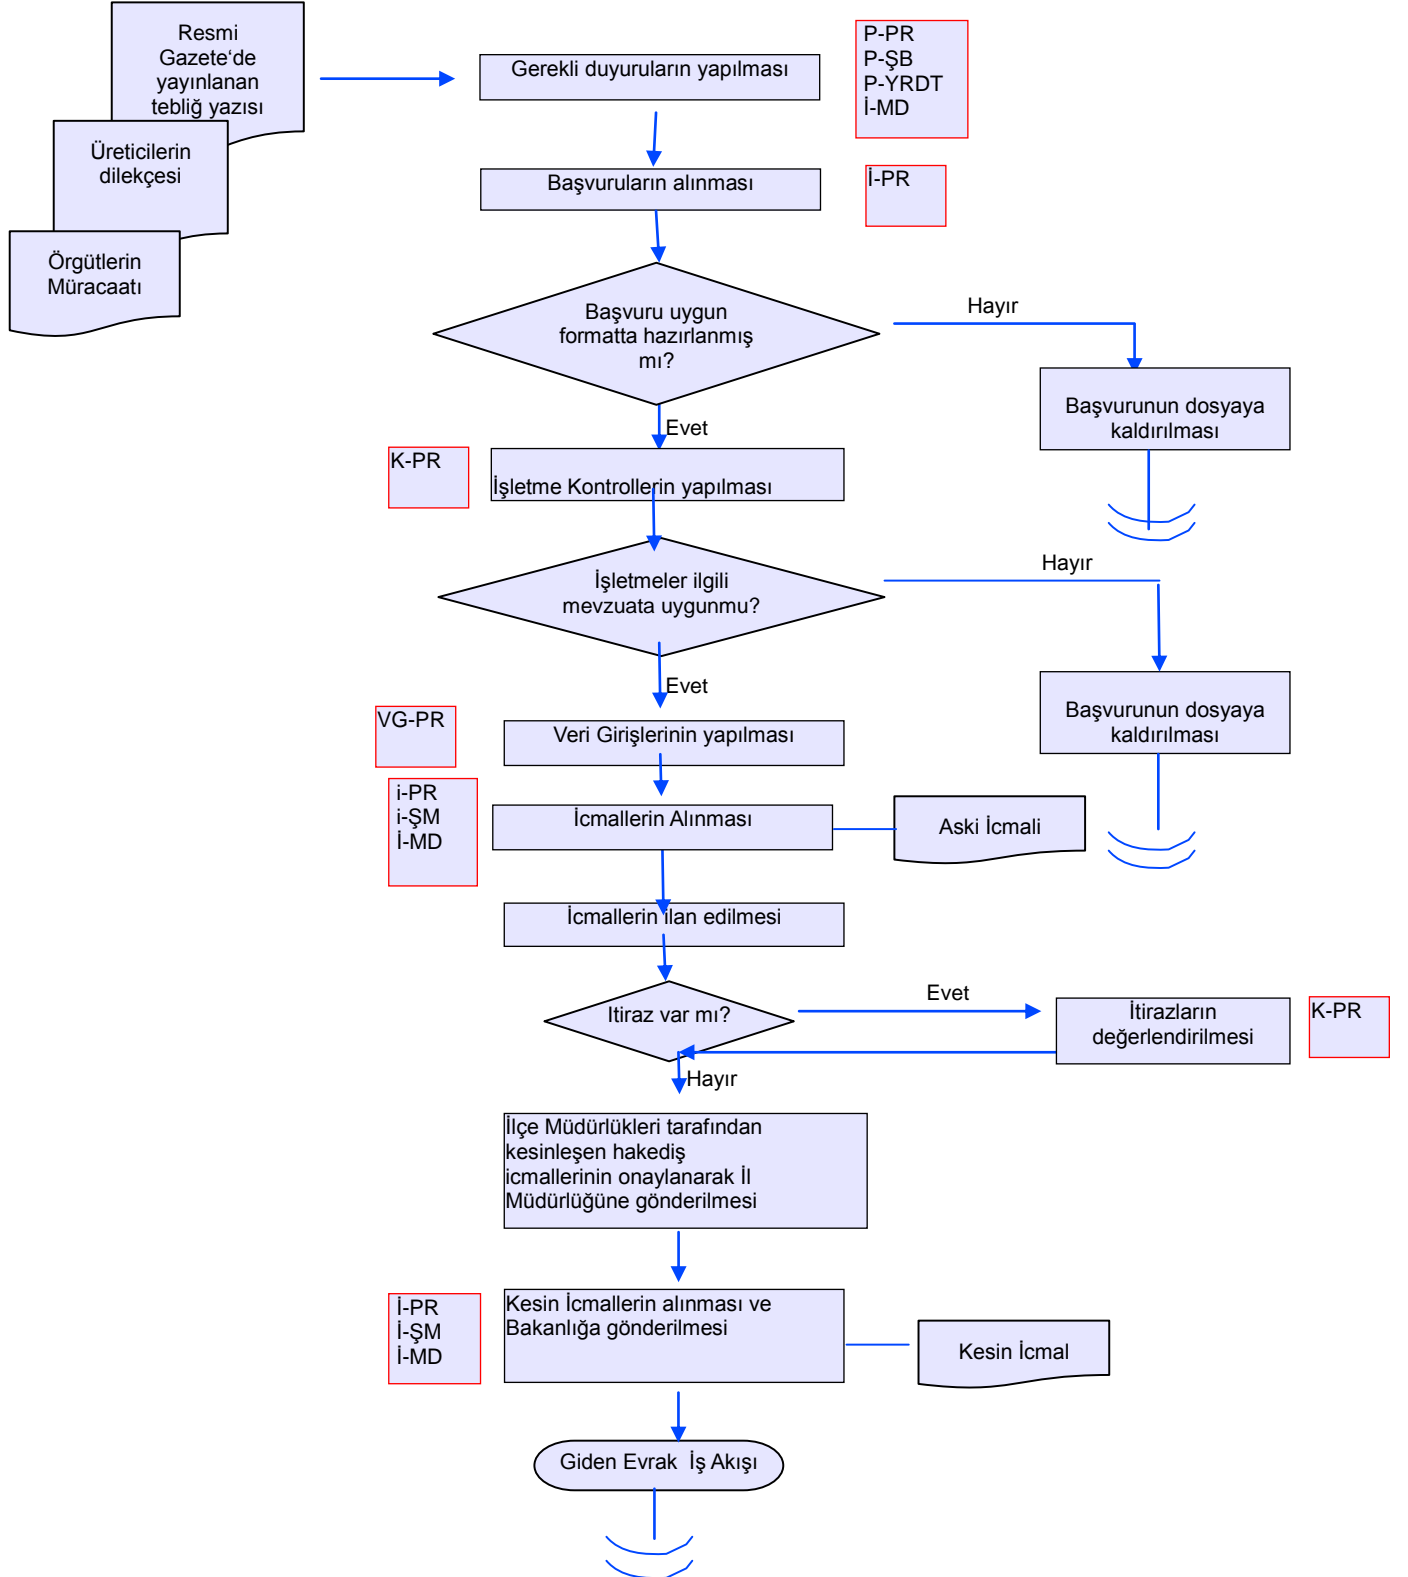 Resmi
Gazete‘de
yayınlanan
tebliğ yazısı
Üreticilerin
dilekçesi
Örgütlerin
Müracaatı
Gerekli duyuruların yapılması
P-PR
P-ŞB
P-YRDT
İ-MD
Başvuruların alınması
İ-PR
Başvuru uygun
formatta hazırlanmış
mı?
Hayır
Başvurunun dosyaya
kaldırılması
Evet
K-PR
İşletme Kontrollerin yapılması
İşletmeler ilgili
mevzuata uygunmu?
Hayır
Başvurunun dosyaya
kaldırılması
Evet
VG-PR
Veri Girişlerinin yapılması
i-PR
i-ŞM
İ-MD
İcmallerin Alınması
Aski İcmali
İcmallerin ilan edilmesi
Itiraz var mı?
Evet
İtirazların
değerlendirilmesi
K-PR
Hayır
İlçe Müdürlükleri tarafından
kesinleşen hakediş
icmallerinin onaylanarak İl
Müdürlüğüne gönderilmesi
İ-PR
İ-ŞM
İ-MD
Kesin İcmallerin alınması ve
Bakanlığa gönderilmesi
Kesin İcmal
Giden Evrak  İş Akışı